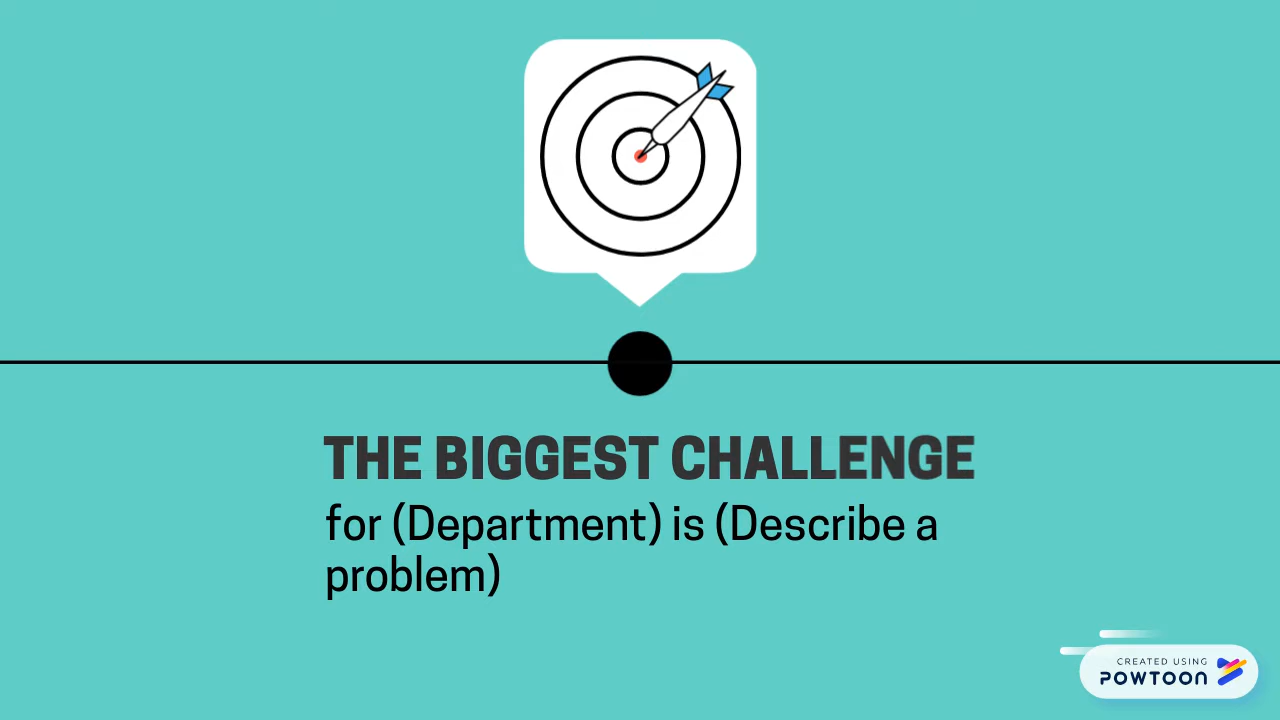 THE BIGGEST CHALLENGE
for (Department) is (Describe a
problem)
CREATED USING
POWTOON